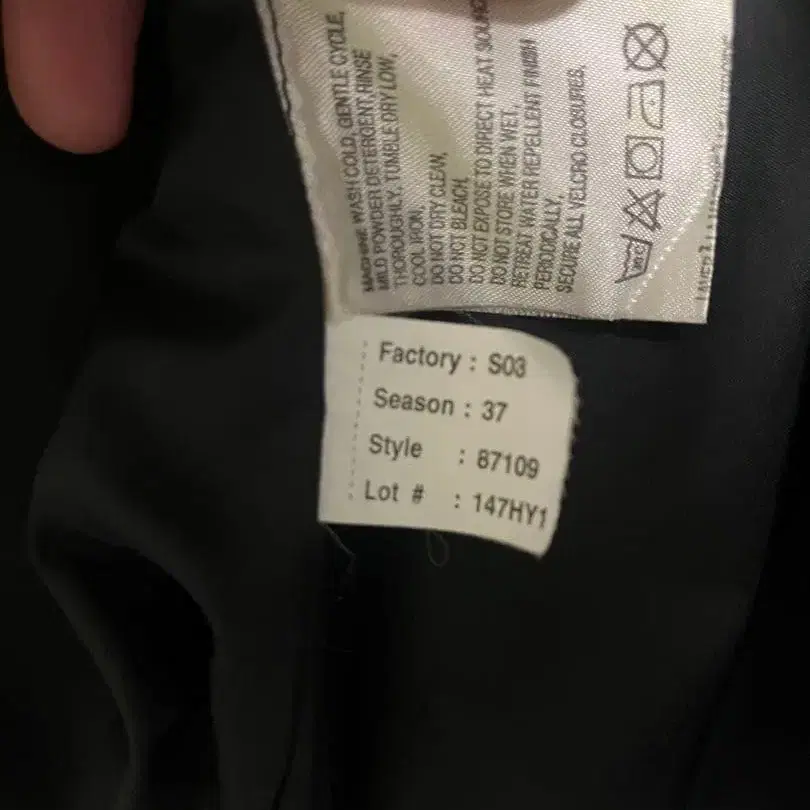 MACHINE WASH COLD, GENTLE CYCLE,
MILD POWDER DETERGENT, RINSE
THOROUGHLY, TUMBLE DRY LOW,
COOL IRON,
DO NOT DRY CLEAN,
DO NOT BLEACH,
DO NOT EXPOSE TO DIRECT HEAT
DO NOT STORE WHEN WET,
RETREAT WATER REPELLENT FINISH
PERIODICALLY,
SECURE ALL VELCRO CLOSURES,
Factory : S03
Season : 37
Style : 87109
Lot # : 147HY1